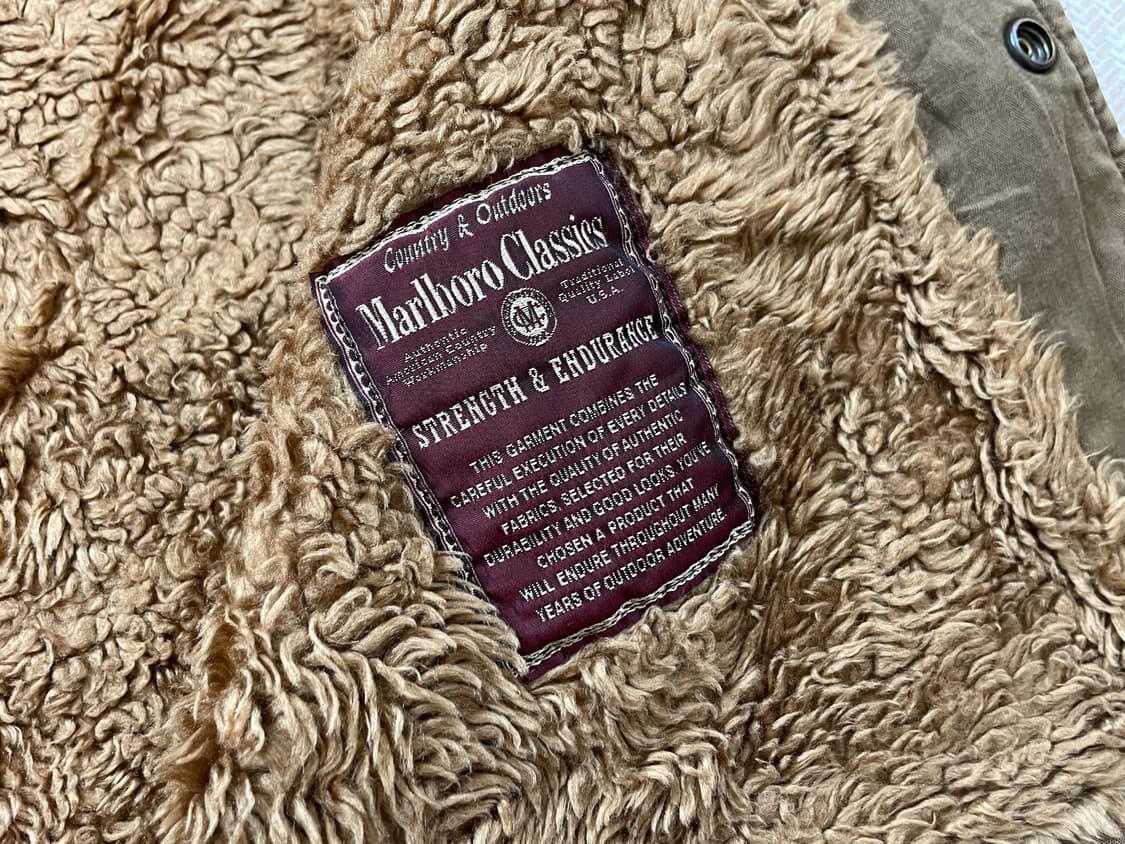 Country & Outdoors
Marlboro Classics
Authentic
American Country
Workmanship
M
Traditional
Quality Label
U.S.A.
STRENGTH & ENDURANCE
THIS GARMENT COMBINES THE
CAREFUL EXECUTION OF EVERY DETAILS
WITH THE QUALITY OF AUTHENTIC
FABRICS, SELECTED FOR THEIR
DURABILITY AND GOOD LOOKS. YOU'VE
CHOSEN A PRODUCT THAT
WILL ENDURE THROUGHOUT MANY
YEARS OF OUTDOOR ADVENTURE.